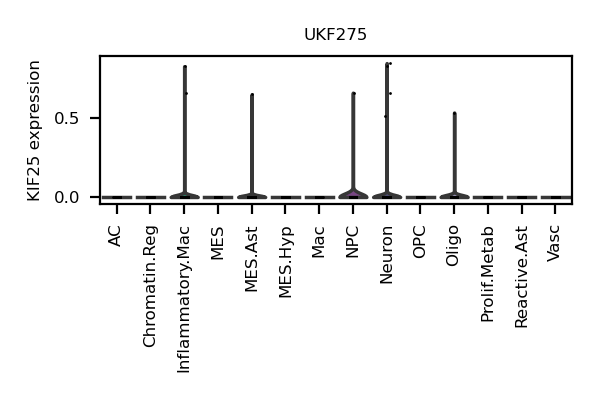 UKF275
KIF25 expression
0.5
0.0
AC
Chromatin.Reg
Inflammatory.Mac
MES
MES.Ast
MES.Hyp
Mac
NPC
Neuron
OPC
Oligo
Prolif.Metab
Reactive.Ast
Vasc